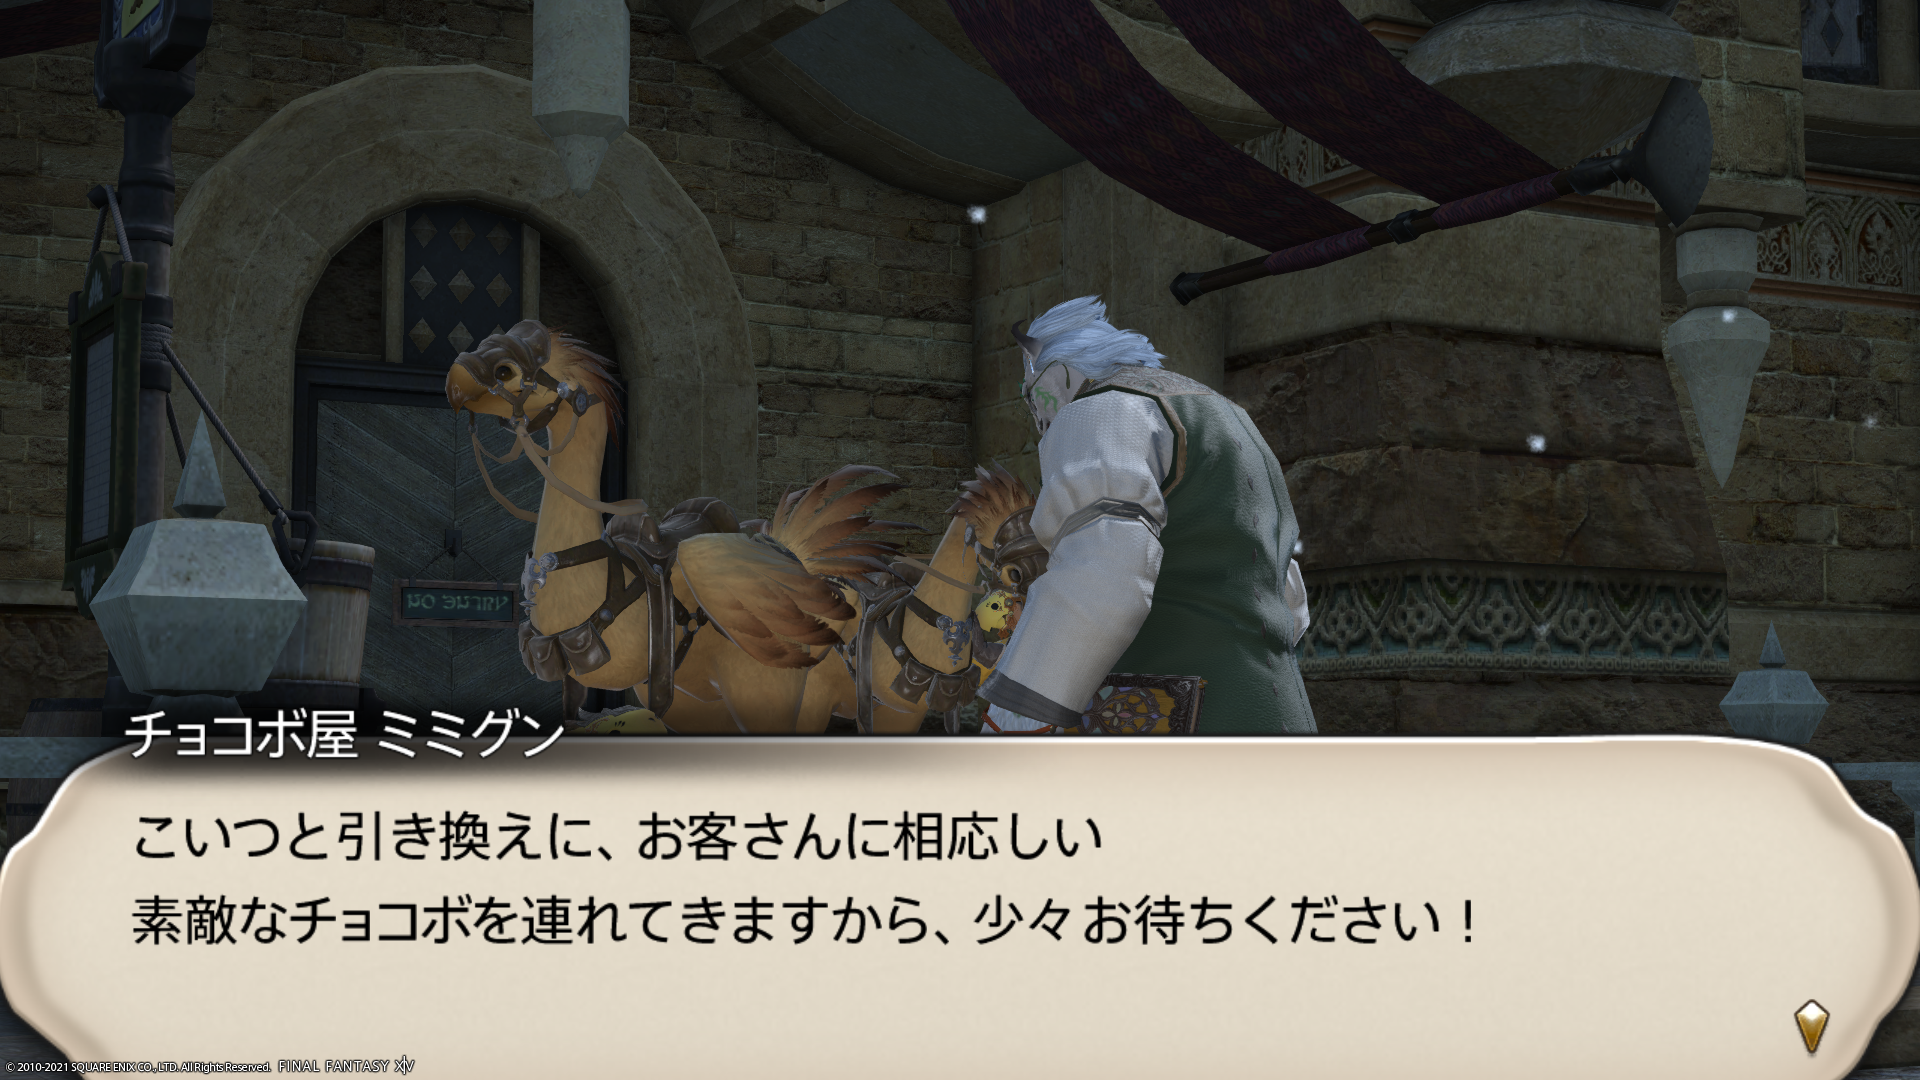 NO ENTRY
チョコボ屋 ミミグン
こいつと引き換えに、お客さんに相応しい
素敵なチョコボを連れてきますから、少々お待ちください！
© 2010-2021 SQUARE ENIX CO., LTD. All Rights Reserved. FINAL FANTASY XIV